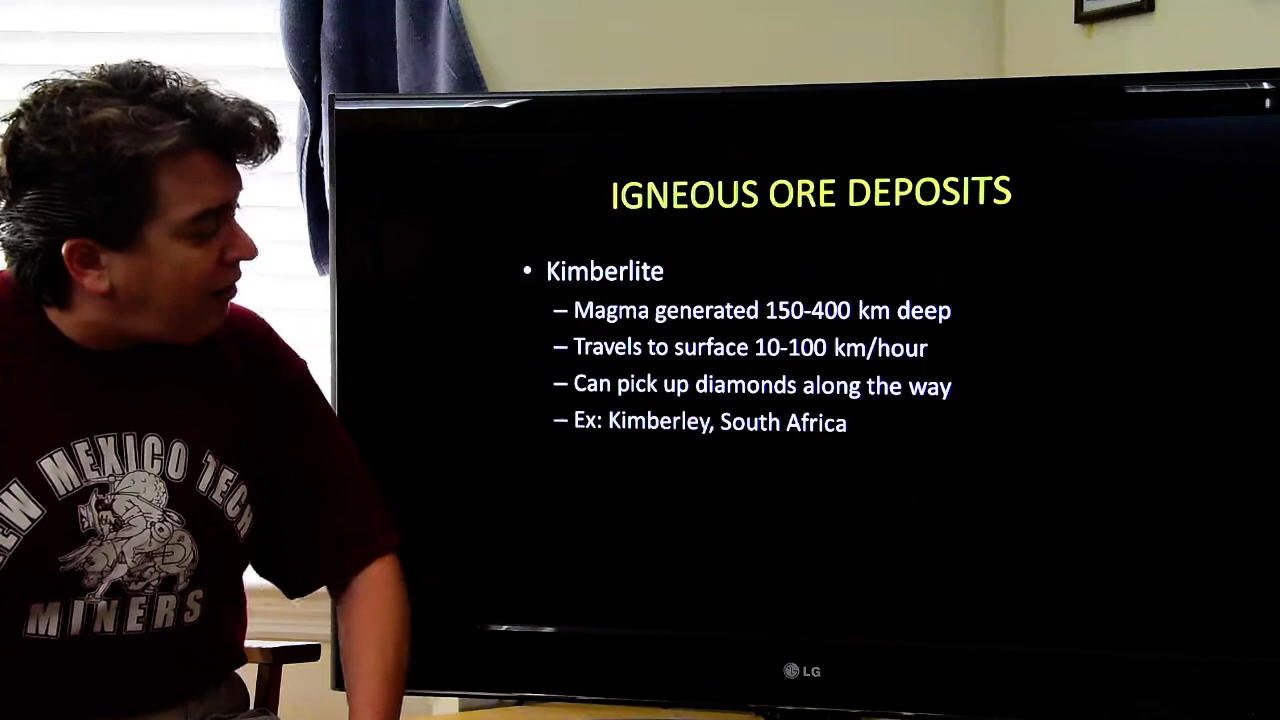 IGNEOUS ORE DEPOSITS
• Kimberlite
– Magma generated 150-400 km deep
– Travels to surface 10-100 km/hour
– Can pick up diamonds along the way
– Ex: Kimberley, South Africa
NEW MEXICO TECH
MINERS
LG